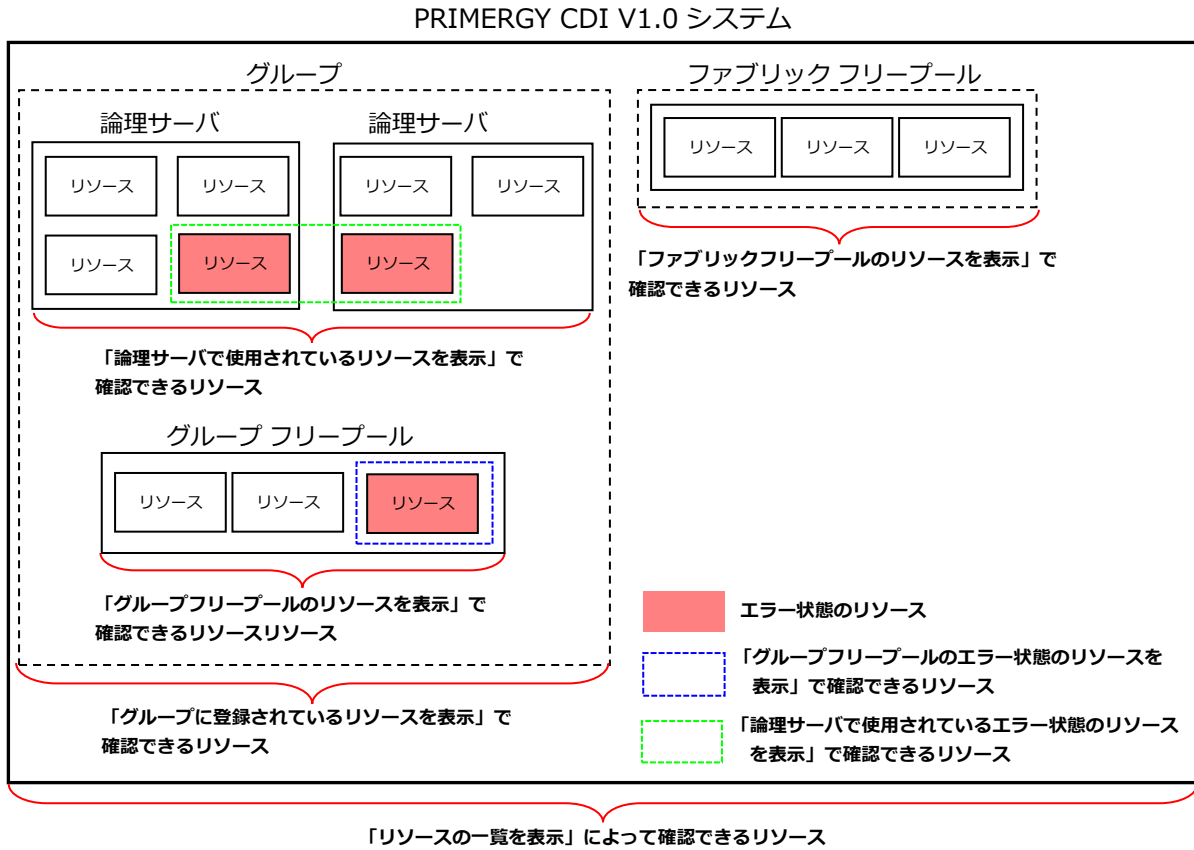 PRIMERGY CDI V1.0 システム
グループ
ファブリック フリープール
論理サーバ
論理サーバ
リソース
リソース
リソース
リソース
リソース
リソース
リソース
リソース
リソース
リソース
「ファブリックフリープールのリソースを表示」で
確認できるリソース
「論理サーバで使用されているリソースを表示」で
確認できるリソース
グループ フリープール
リソース
リソース
リソース
「グループフリープールのリソースを表示」で
確認できるリソースリソース
エラー状態のリソース
「グループフリープールのエラー状態のリソースを
表示」で確認できるリソース
「グループに登録されているリソースを表示」で
確認できるリソース
「論理サーバで使用されているエラー状態のリソース
を表示」で確認できるリソース
「リソースの一覧を表示」によって確認できるリソース